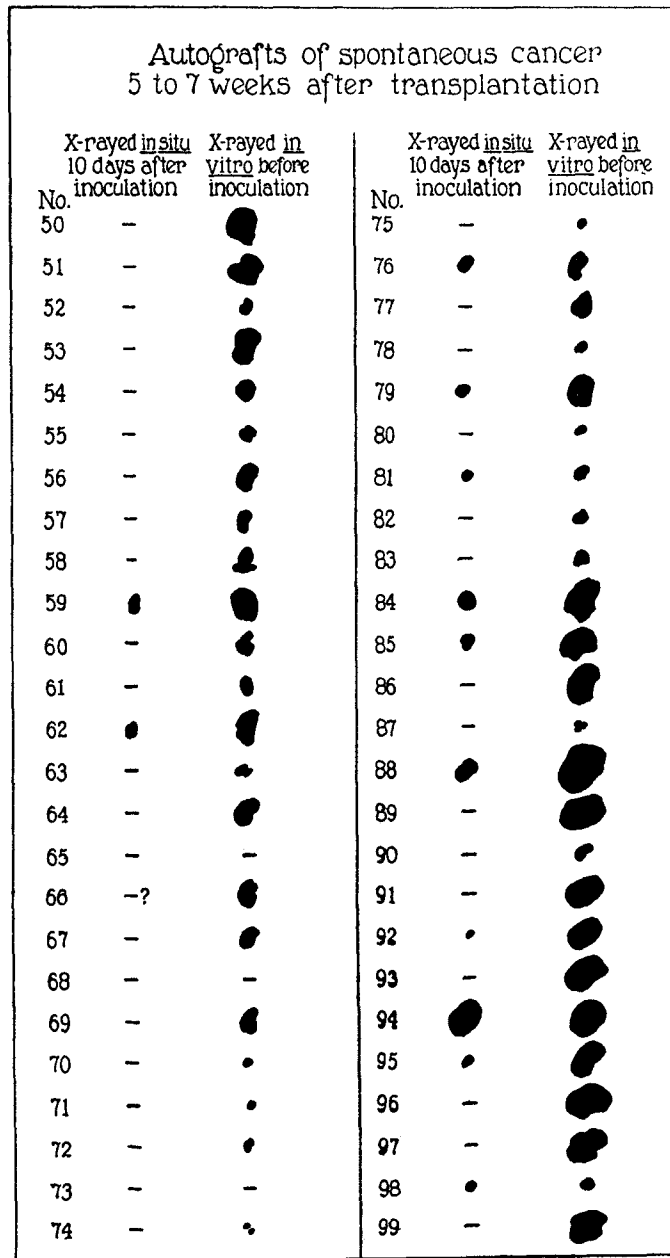 Autografts of spontaneous cancer
5 to 7 weeks after transplantation
X-rayed in situ
10 days after
inoculation
X-rayed in
vitro before
inoculation
No.
50 –
51 –
52 –
53 –
54 –
55 –
56 –
57 –
58 –
59
60 –
61 –
62
63 –
64 –
65 – –
66 –?
67 –
68 – –
69 –
70 –
71 –
72 –
73 – –
74 –
X-rayed in situ
10 days after
inoculation
X-rayed in
vitro before
inoculation
No.
75 –
76
77 –
78 –
79
80 –
81
82 –
83 –
84
85
86 –
87 –
88
89 –
90 –
91 –
92
93 –
94
95
96 –
97 –
98
99 –